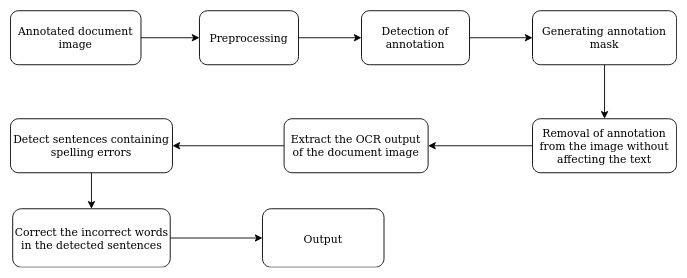 Annotated document
image
Preprocessing
Detection of
annotation
Generating annotation
mask
Removal of annotation
from the image without
affecting the text
Extract the OCR output
of the document image
Detect sentences containing
spelling errors
Correct the incorrect words
in the detected sentences
Output